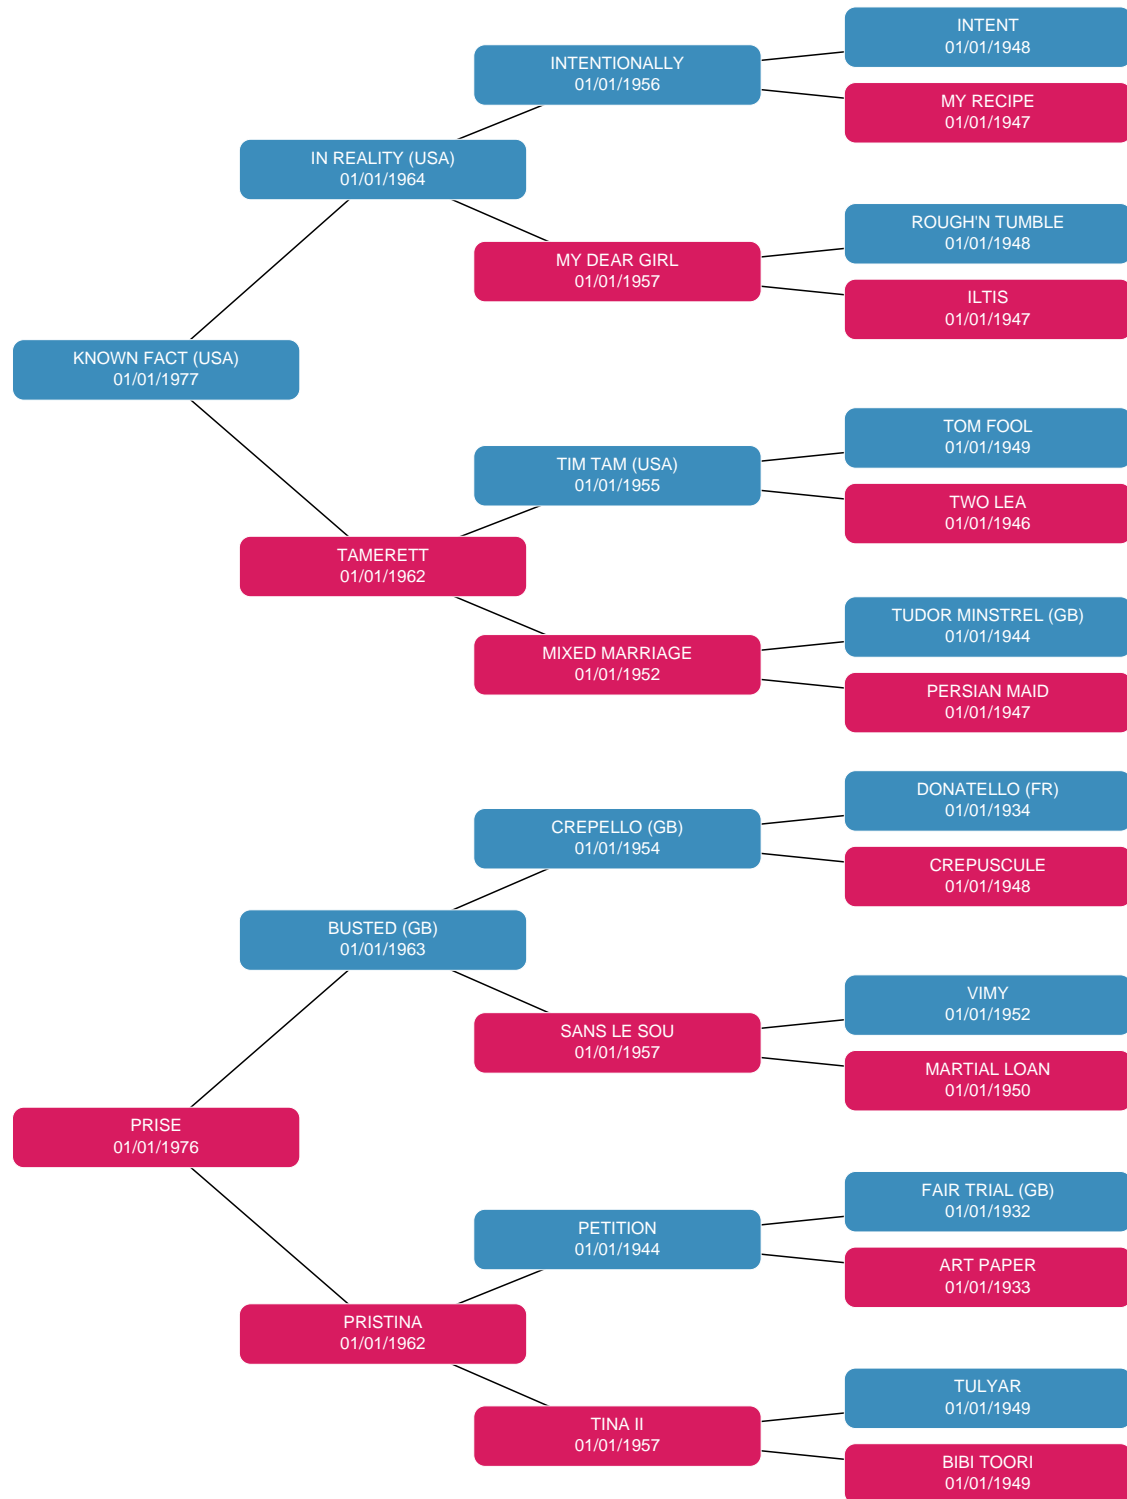 INTENT
01/01/1948
INTENTIONALLY
01/01/1956
MY RECIPE
01/01/1947
IN REALITY (USA)
01/01/1964
ROUGH'N TUMBLE
01/01/1948
MY DEAR GIRL
01/01/1957
ILTIS
01/01/1947
KNOWN FACT (USA)
01/01/1977
TOM FOOL
01/01/1949
TIM TAM (USA)
01/01/1955
TWO LEA
01/01/1946
TAMERETT
01/01/1962
TUDOR MINSTREL (GB)
01/01/1944
MIXED MARRIAGE
01/01/1952
PERSIAN MAID
01/01/1947
DONATELLO (FR)
01/01/1934
CREPELLO (GB)
01/01/1954
CREPUSCULE
01/01/1948
BUSTED (GB)
01/01/1963
VIMY
01/01/1952
SANS LE SOU
01/01/1957
MARTIAL LOAN
01/01/1950
PRISE
01/01/1976
FAIR TRIAL (GB)
01/01/1932
PETITION
01/01/1944
ART PAPER
01/01/1933
PRISTINA
01/01/1962
TULYAR
01/01/1949
TINA II
01/01/1957
BIBI TOORI
01/01/1949